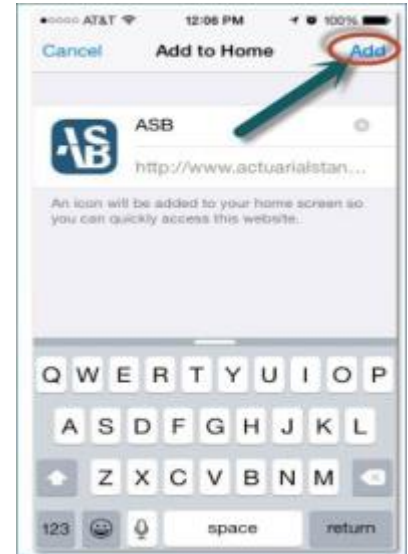 AT&T 12:06 PM 100%
Cancel Add to Home Add
ASB
ASB
http://www.actuarialstan...
An icon will be added to your home screen so
you can quickly access this website.
Q W E R T Y U I O P
A S D F G H J K L
Z X C V B N M
123 space return